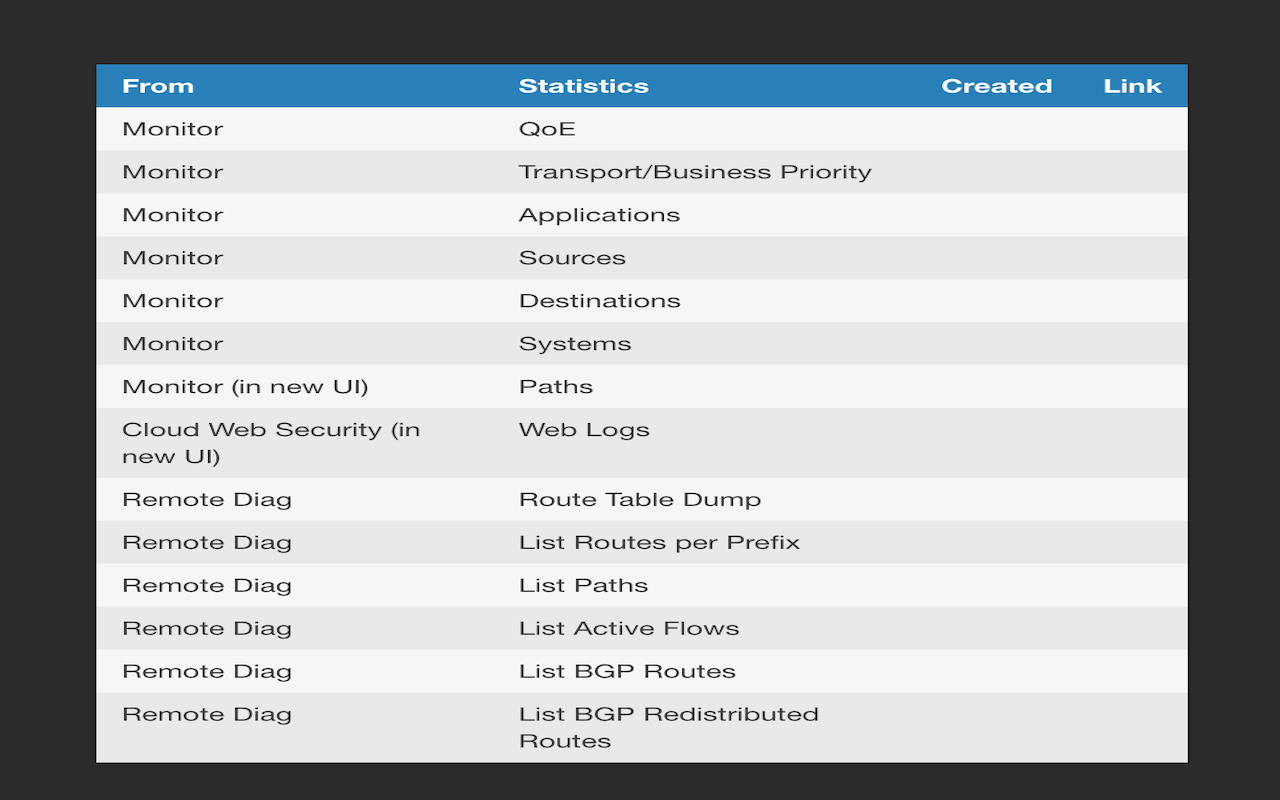 From Statistics Created Link
Monitor QoE
Monitor Transport/Business Priority
Monitor Applications
Monitor Sources
Monitor Destinations
Monitor Systems
Monitor (in new UI) Paths
Cloud Web Security (in Web Logs
new UI)
Remote Diag Route Table Dump
Remote Diag List Routes per Prefix
Remote Diag List Paths
Remote Diag List Active Flows
Remote Diag List BGP Routes
Remote Diag List BGP Redistributed
Routes